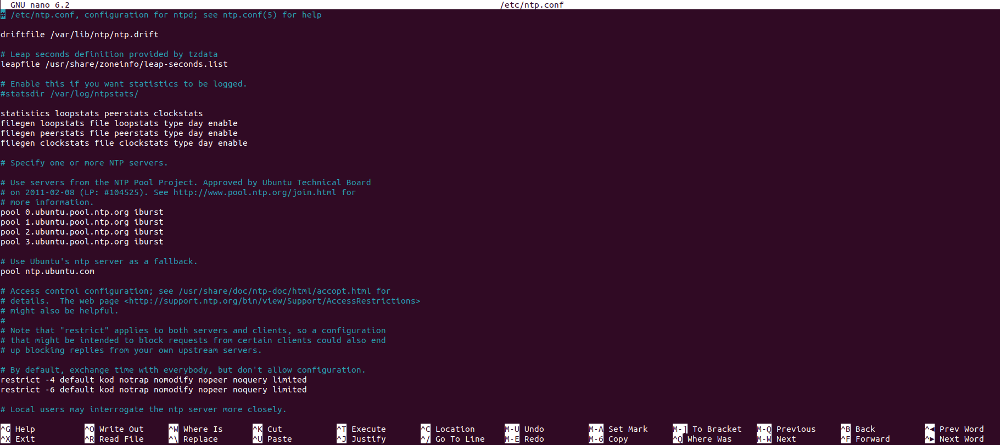 GNU nano 6.2 /etc/ntp.conf
# /etc/ntp.conf, configuration for ntpd; see ntp.conf(5) for help
driftfile /var/lib/ntp/ntp.drift
# Leap seconds definition provided by tzdata
leapfile /usr/share/zoneinfo/leap-seconds.list
# Enable this if you want statistics to be logged.
#statsdir /var/log/ntpstats/
statistics loopstats peerstats clockstats
filegen loopstats file loopstats type day enable
filegen peerstats file peerstats type day enable
filegen clockstats file clockstats type day enable
# Specify one or more NTP servers.
# Use servers from the NTP Pool Project. Approved by Ubuntu Technical Board
# on 2011-02-08 (LP: #104525). See http://www.pool.ntp.org/join.html for
# more information.
pool 0.ubuntu.pool.ntp.org iburst
pool 1.ubuntu.pool.ntp.org iburst
pool 2.ubuntu.pool.ntp.org iburst
pool 3.ubuntu.pool.ntp.org iburst
# Use Ubuntu's ntp server as a fallback.
pool ntp.ubuntu.com
# Access control configuration; see /usr/share/doc/ntp-doc/html/accopt.html for
# details.  The web page <http://support.ntp.org/bin/view/Support/AccessRestrictions>
# might also be helpful.
#
# Note that "restrict" applies to both servers and clients, so a configuration
# that might be intended to block requests from certain clients could also end
# up blocking replies from your own upstream servers.
# By default, exchange time with everybody, but don't allow configuration.
restrict -4 default kod notrap nomodify nopeer noquery limited
restrict -6 default kod notrap nomodify nopeer noquery limited
# Local users may interrogate the ntp server more closely.
^G Help ^O Write Out ^W Where Is ^K Cut ^T Execute ^C Location M-U Undo M-A Set Mark M-] To Bracket M-Q Previous ^B Back ^◄ Prev Word
^X Exit ^R Read File ^\ Replace ^U Paste ^J Justify ^/ Go To Line M-E Redo M-6 Copy ^Q Where Was M-W Next ^F Forward ^► Next Word